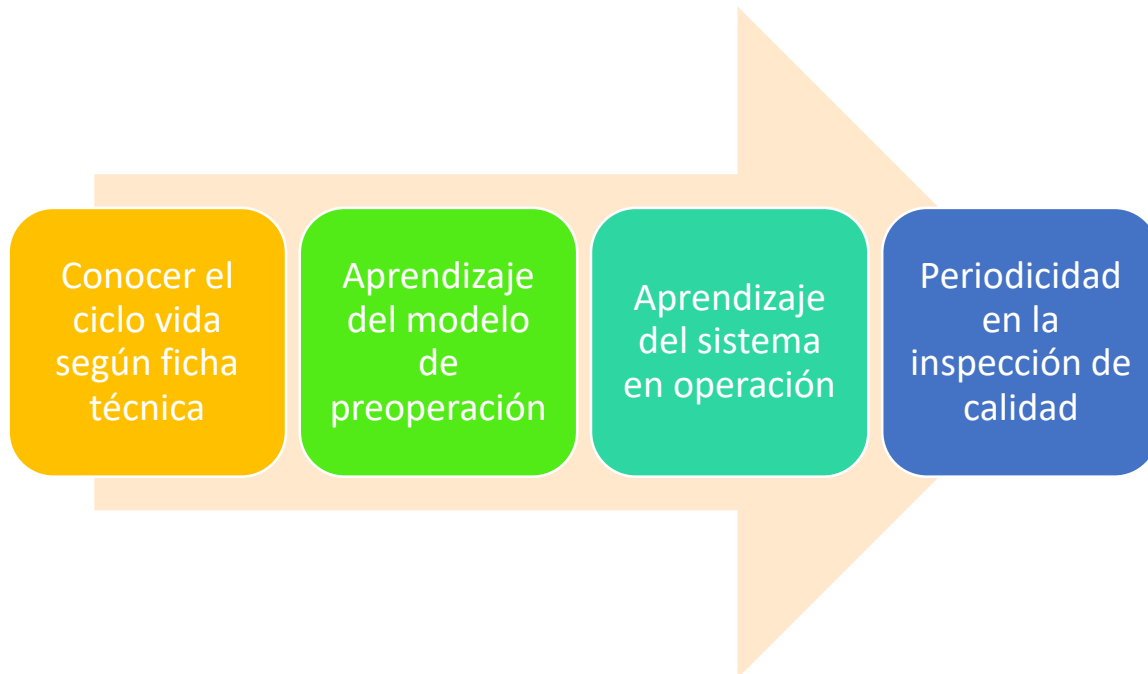 Conocer el
ciclo vida
según ficha
técnica
Aprendizaje
del modelo
de
preoperación
Aprendizaje
del sistema
en operación
Periodicidad
en la
inspección de
calidad